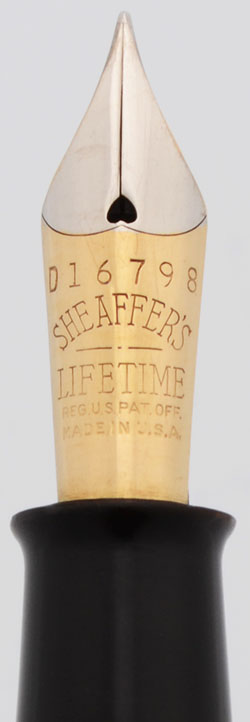 D16798
SHEAFFER'S
LIFETIME
REG. U.S. PAT. OFF.
MADE IN U.S.A.